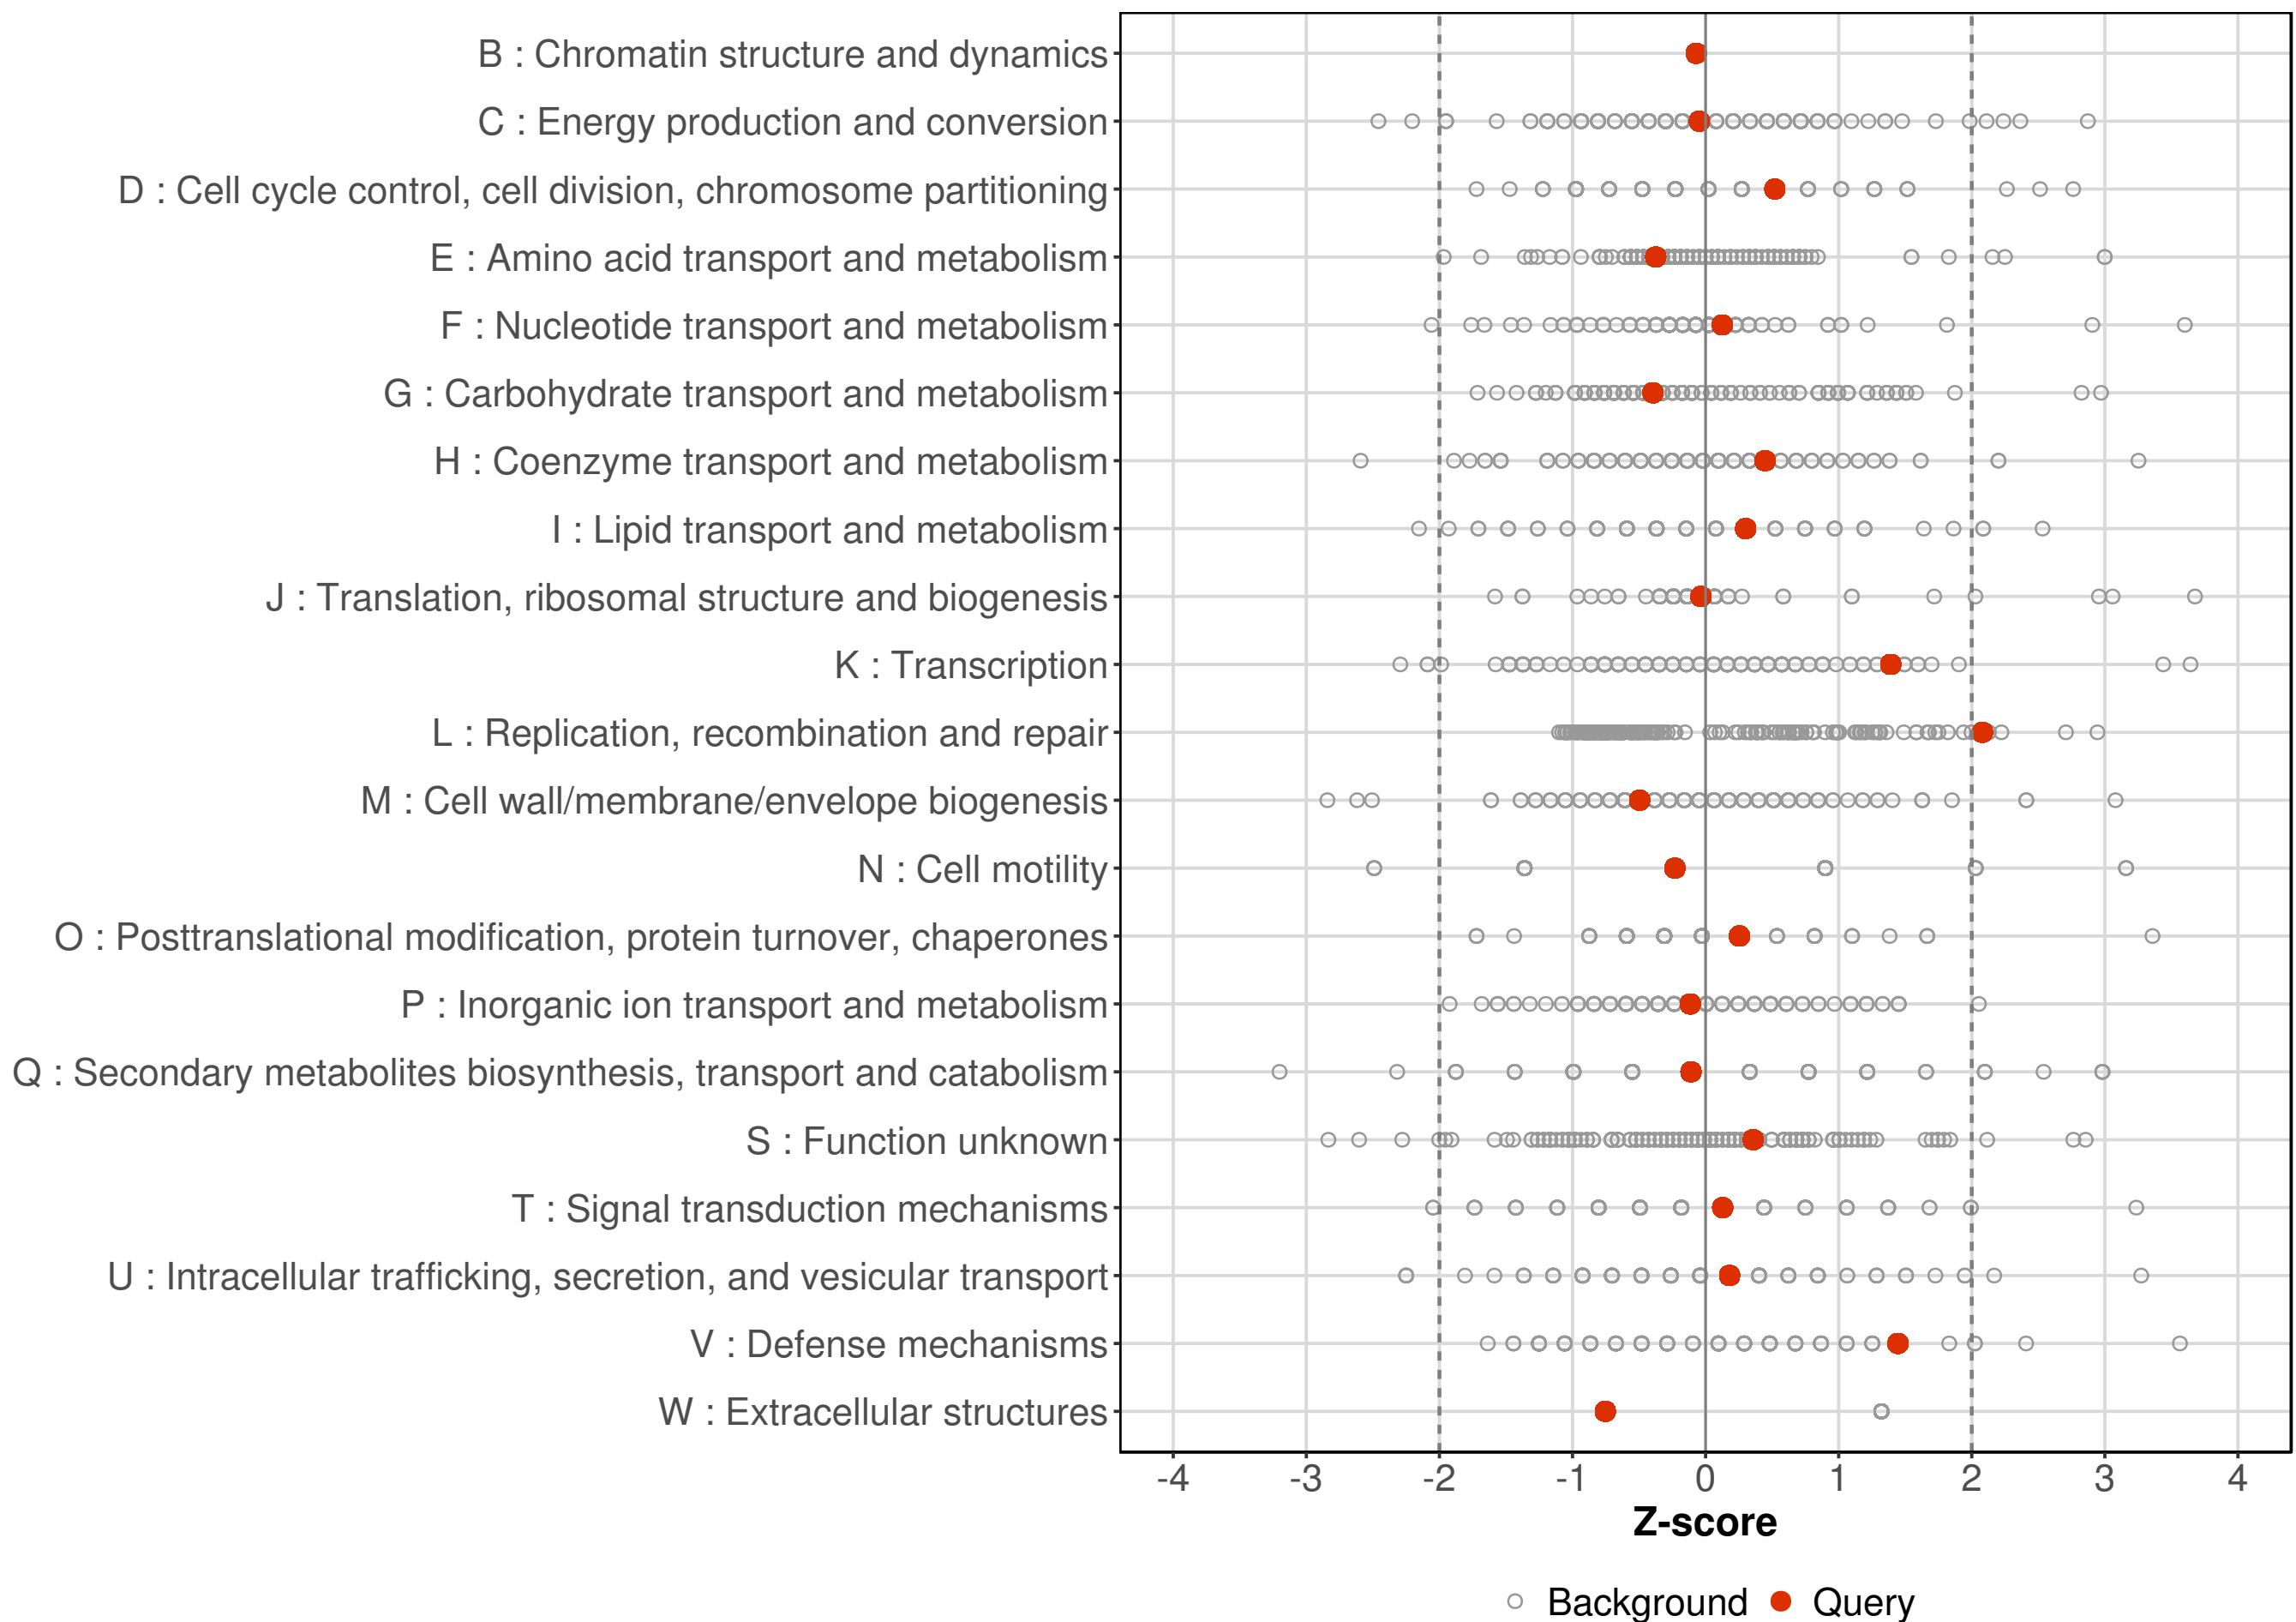 B : Chromatin structure and dynamics
C : Energy production and conversion
D : Cell cycle control, cell division, chromosome partitioning
E : Amino acid transport and metabolism
F : Nucleotide transport and metabolism
G : Carbohydrate transport and metabolism
H : Coenzyme transport and metabolism
I : Lipid transport and metabolism
J : Translation, ribosomal structure and biogenesis
K : Transcription
L : Replication, recombination and repair
M : Cell wall/membrane/envelope biogenesis
N : Cell motility
O : Posttranslational modification, protein turnover, chaperones
P : Inorganic ion transport and metabolism
Q : Secondary metabolites biosynthesis, transport and catabolism
S : Function unknown
T : Signal transduction mechanisms
U : Intracellular trafficking, secretion, and vesicular transport
V : Defense mechanisms
W : Extracellular structures
-4 -3 -2 -1 0 1 2 3 4
Z-score
Background Query